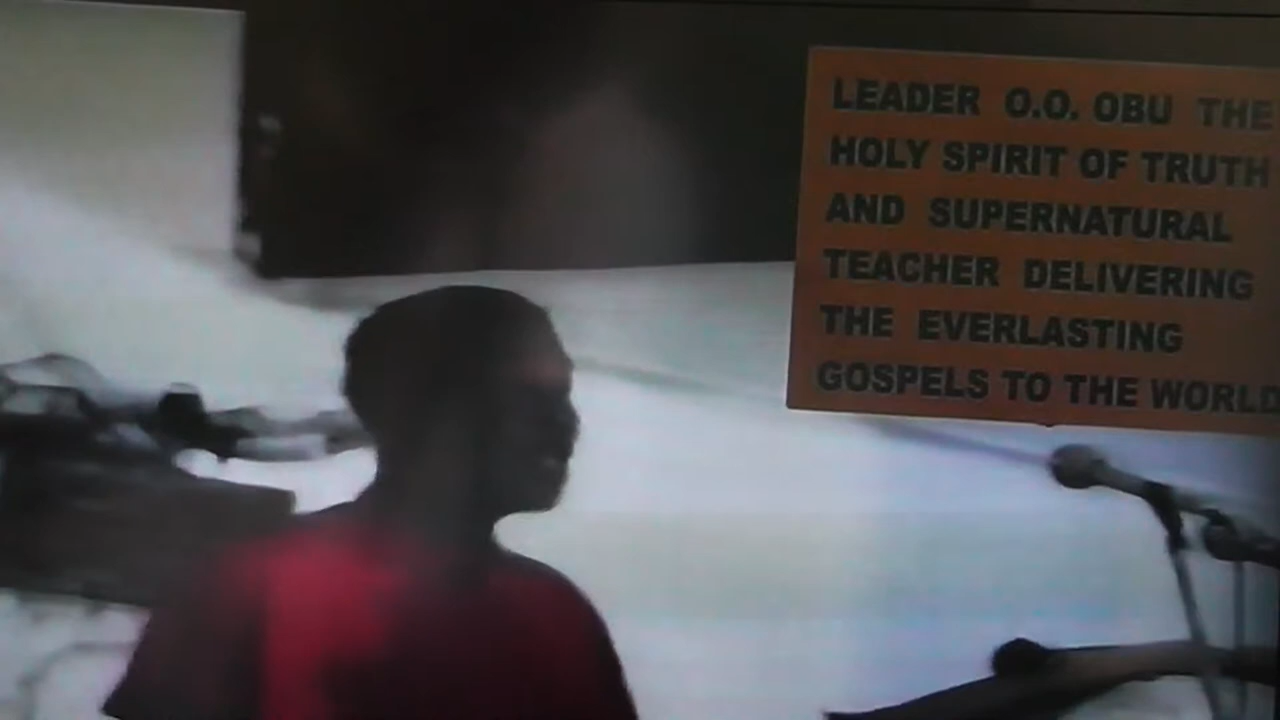 LEADER O.O. OBU THE
HOLY SPIRIT OF TRUTH
AND SUPERNATURAL
TEACHER DELIVERING
THE EVERLASTING
GOSPELS TO THE WORLD